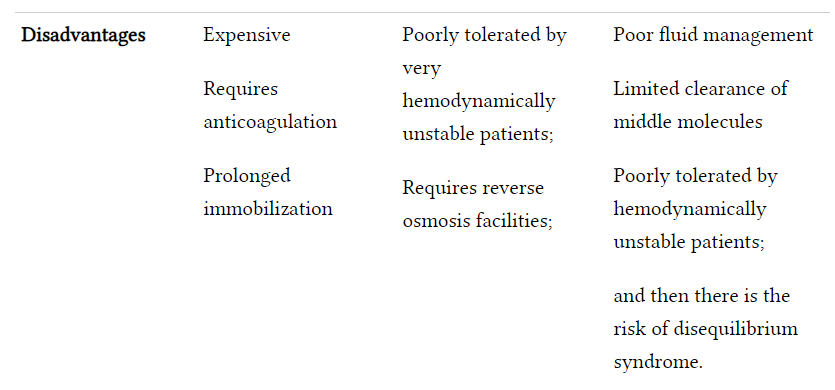 Disadvantages
Expensive
Requires
anticoagulation
Prolonged
immobilization
Poorly tolerated by
very
hemodynamically
unstable patients;
Requires reverse
osmosis facilities;
Poor fluid management
Limited clearance of
middle molecules
Poorly tolerated by
hemodynamically
unstable patients;
and then there is the
risk of disequilibrium
syndrome.